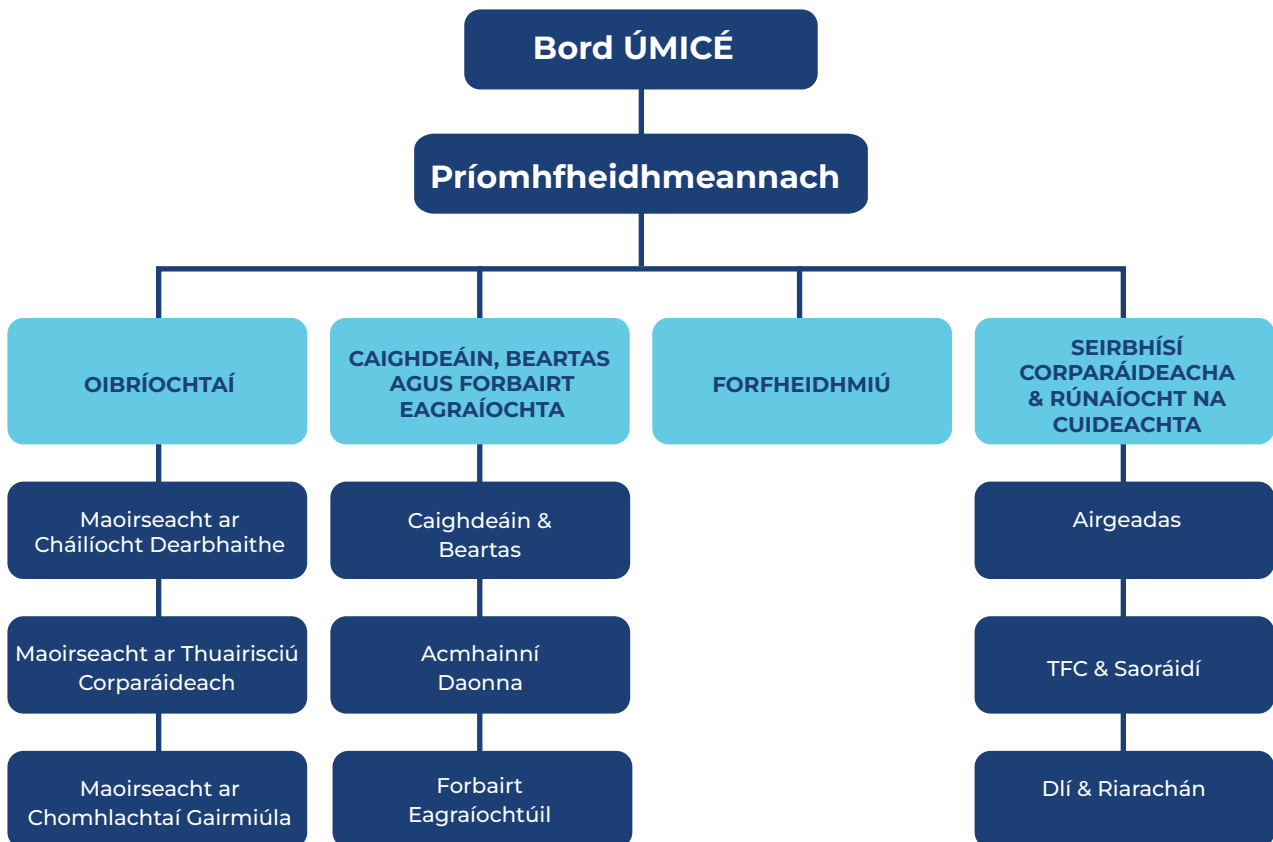 Bord ÚMICÉ
Príomhfheidhmeannach
OIBRÍOCHTAÍ
CAIGHDEÁIN, BEARTAS
AGUS FORBAIRT
EAGRAÍOCHTA
FORFHEIDHMIÚ
SEIRBHÍSÍ
CORPARÁIDEACHA
& RÚNAÍOCHT NA
CUIDEACHTA
Maoirseacht ar
Cháilíocht Dearbhaithe
Caighdeáin &
Beartas
Airgeadas
Maoirseacht ar Thuairisciú
Corparáideach
Acmhainní
Daonna
TFC & Saoráidí
Maoirseacht ar
Chomhlachtaí Gairmiúla
Forbairt
Eagraíochtúil
Dlí & Riarachán